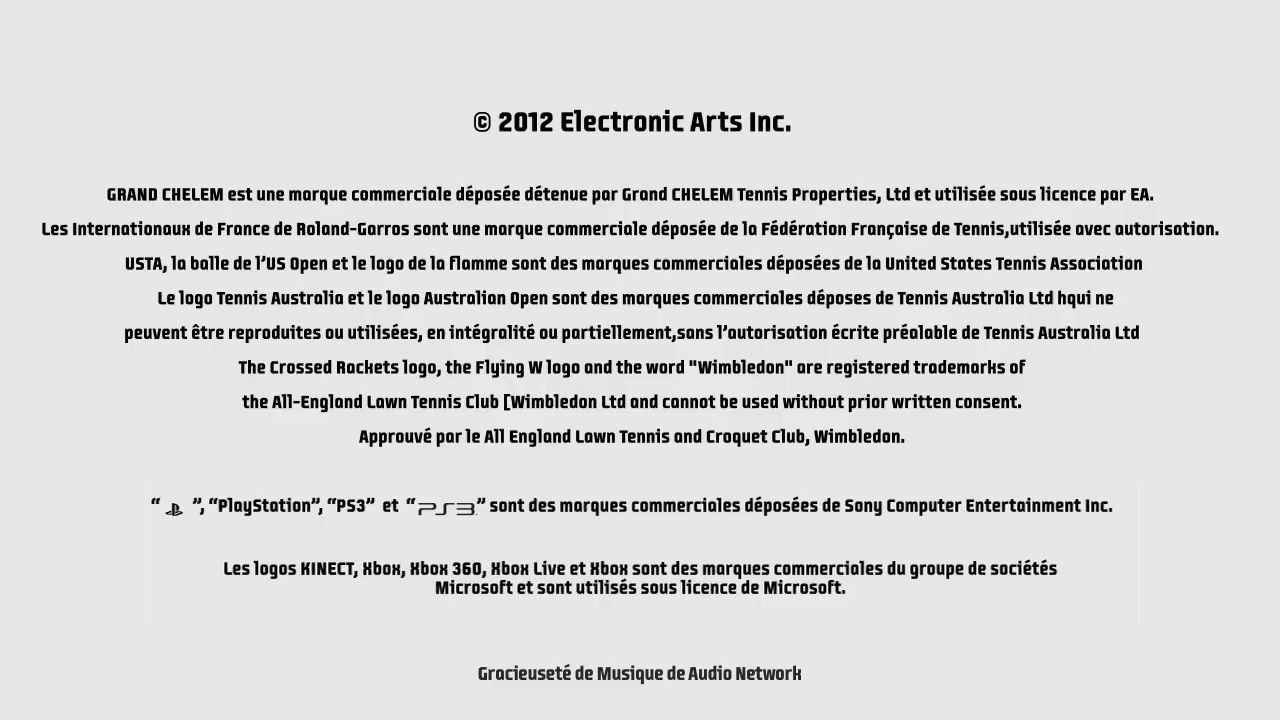 © 2012 Electronic Arts Inc.
GRAND CHELEM est une marque commerciale déposée détenue par Grand CHELEM Tennis Properties, Ltd et utilisée sous licence par EA.
Les Internationaux de France de Roland-Garros sont une marque commerciale déposée de la Fédération Française de Tennis,utilisée avec autorisation.
USTA, la balle de l'US Open et le logo de la flamme sont des marques commerciales déposées de la United States Tennis Association
Le logo Tennis Australia et le logo Australian Open sont des marques commerciales déposes de Tennis Australia Ltd hqui ne
peuvent être reproduites ou utilisées, en intégralité ou partiellement,sans l'autorisation écrite préalable de Tennis Australia Ltd
The Crossed Rackets logo, the Flying W logo and the word "Wimbledon" are registered trademarks of
the All-England Lawn Tennis Club [Wimbledon Ltd and cannot be used without prior written consent.
Approuvé par le All England Lawn Tennis and Croquet Club, Wimbledon.
“ ”, “PlayStation”, “PS3” et “PS3” sont des marques commerciales déposées de Sony Computer Entertainment Inc.
Les logos KINECT, Xbox, Xbox 360, Xbox Live et Xbox sont des marques commerciales du groupe de sociétés
Microsoft et sont utilisés sous licence de Microsoft.
Gracieuseté de Musique de Audio Network